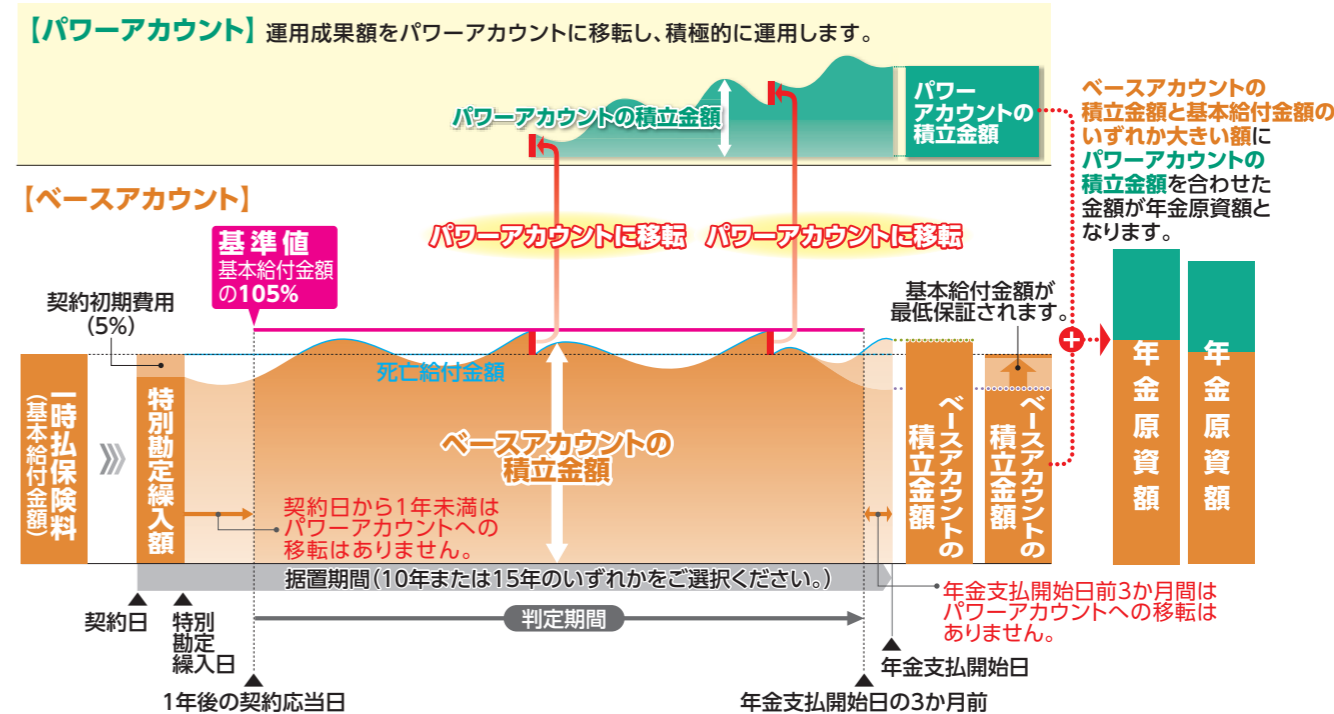 【パワーアカウント】 運用成果額をパワーアカウントに移転し、積極的に運用します。
パワーアカウントの積立金額
パワー
アカウントの
積立金額
ベースアカウントの
積立金額と基本給付金額の
いずれか大きい額に
パワーアカウントの
積立金額を合わせた
金額が年金原資額と
なります。
【ベースアカウント】
パワーアカウントに移転
パワーアカウントに移転
基準値
基本給付金額
の105%
契約初期費用
(5%)
基本給付金額が
最低保証されます。
死亡給付金額
一時払保険料
(基本給付金額)
特別勘定繰入額
ベースアカウントの
積立金額
ベースアカウントの
積立金額
ベースアカウントの
積立金額
+
年金原資額
年金原資額
契約日から1年未満は
パワーアカウントへの
移転はありません。
据置期間(10年または15年のいずれかをご選択ください。)
年金支払開始日前3か月間は
パワーアカウントへの移転は
ありません。
契約日
特別
勘定
繰入日
判定期間
年金支払開始日
1年後の契約応当日
年金支払開始日の3か月前